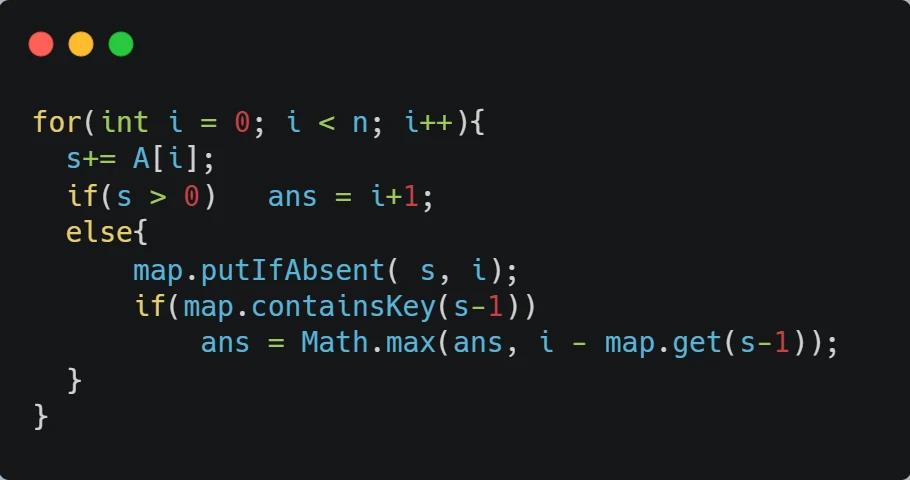 for(int i = 0; i < n; i++){
  s+= A[i];
  if(s > 0)   ans = i+1;
  else{
      map.putIfAbsent( s, i);
      if(map.containsKey(s-1))
          ans = Math.max(ans, i - map.get(s-1));
  }
}